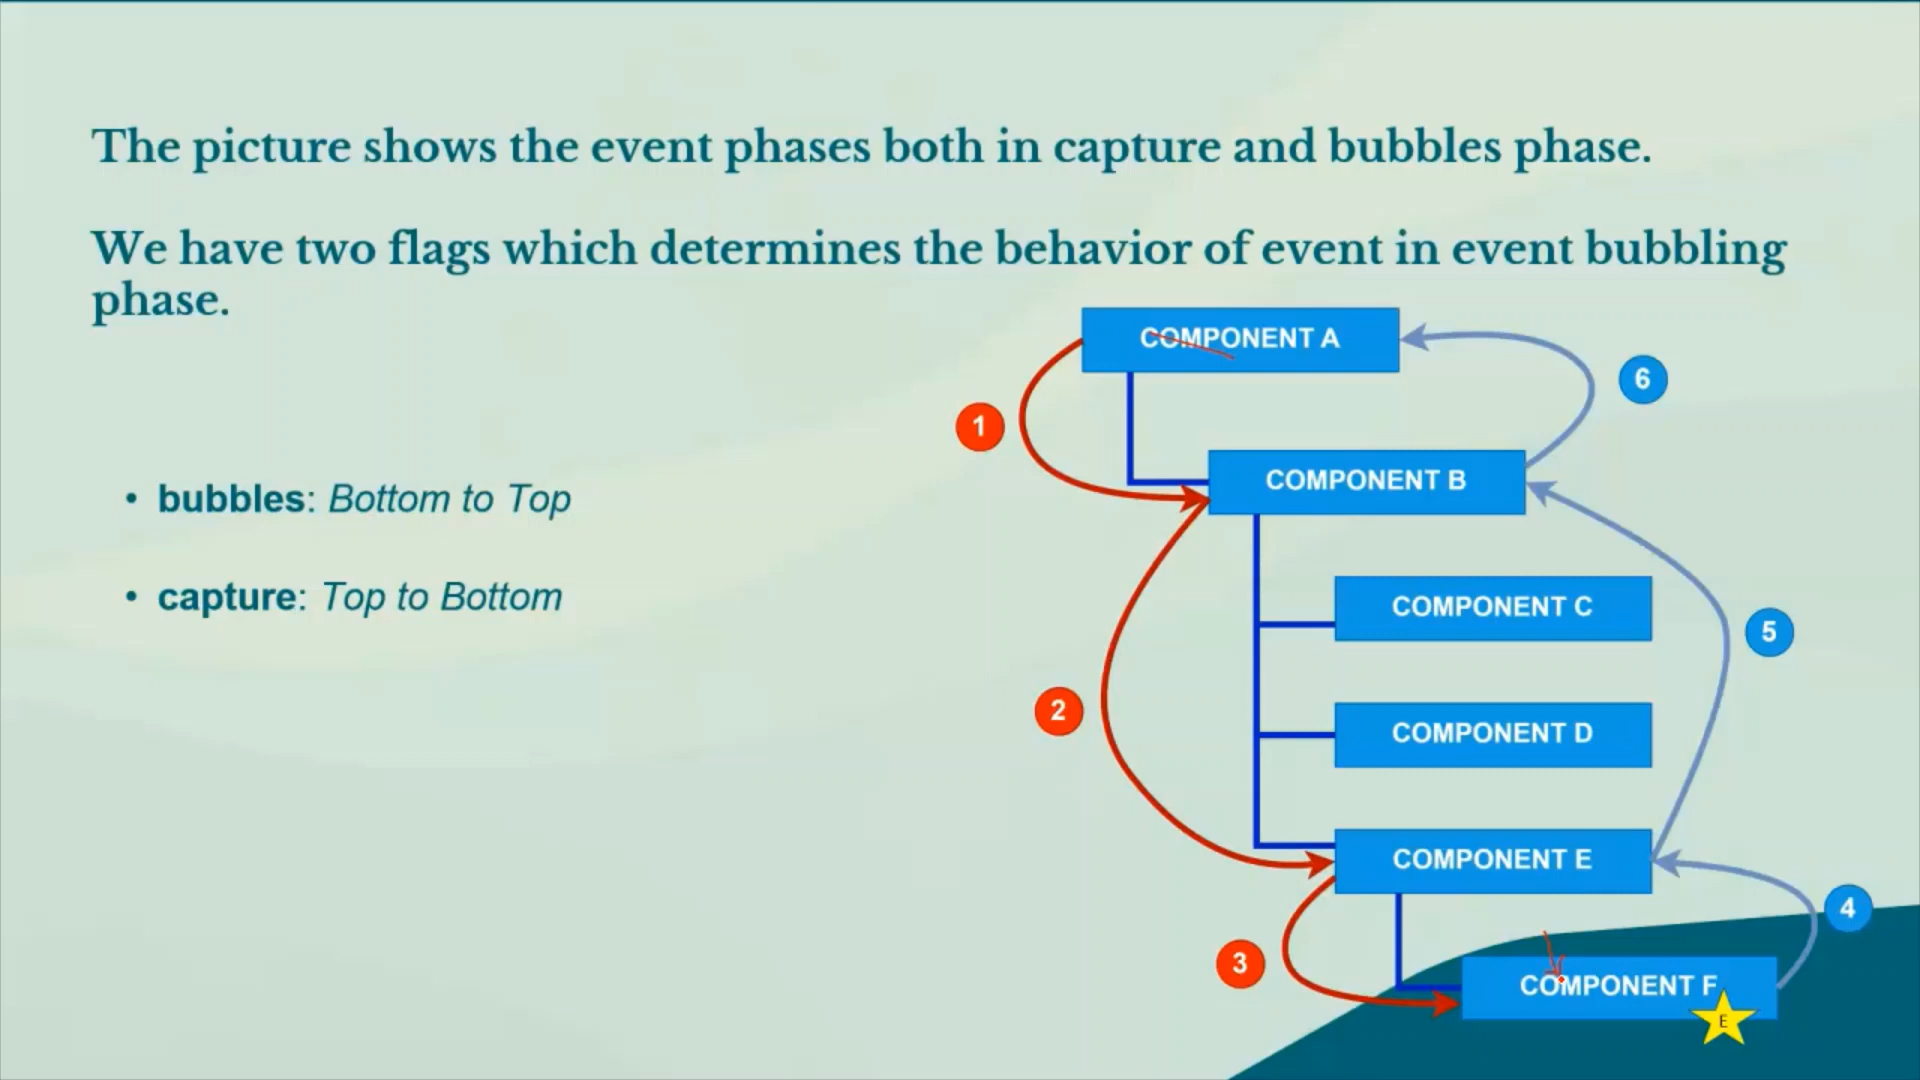 The picture shows the event phases both in capture and bubbles phase.
We have two flags which determines the behavior of event in event bubbling
phase.
• bubbles: Bottom to Top
• capture: Top to Bottom
COMPONENT A
6
1
COMPONENT B
COMPONENT C
5
2
COMPONENT D
COMPONENT E
4
3
COMPONENT F
E